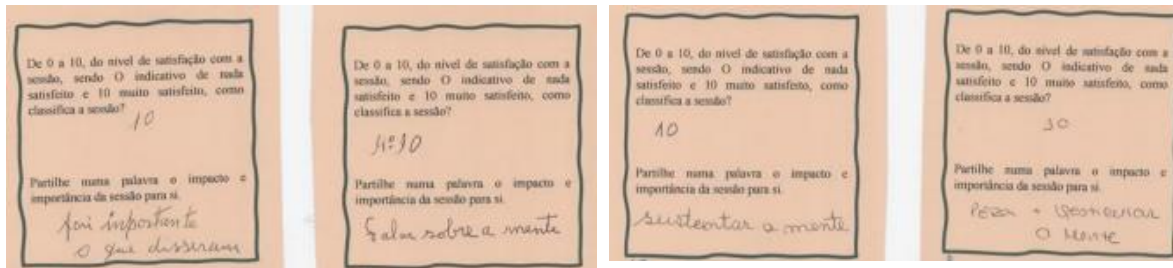 De 0 a 10, do nível de satisfação com a
sessão, sendo O indicativo de nada
satisfeito e 10 muito satisfeito, como
classifica a sessão?
10
Partilhe numa palavra o impacto e
importância da sessão para si.
foi importante
o que disseram
De 0 a 10, do nível de satisfação com a
sessão, sendo O indicativo de nada
satisfeito e 10 muito satisfeito, como
classifica a sessão?
nº10
Partilhe numa palavra o impacto e
importância da sessão para si.
Falar sobre a mente
De 0 a 10, do nível de satisfação com a
sessão, sendo O indicativo de nada
satisfeito e 10 muito satisfeito, como
classifica a sessão?
10
Partilhe numa palavra o impacto e
importância da sessão para si.
sustentar a mente
De 0 a 10, do nível de satisfação com a
sessão, sendo O indicativo de nada
satisfeito e 10 muito satisfeito, como
classifica a sessão?
10
Partilhe numa palavra o impacto e
importância da sessão para si.